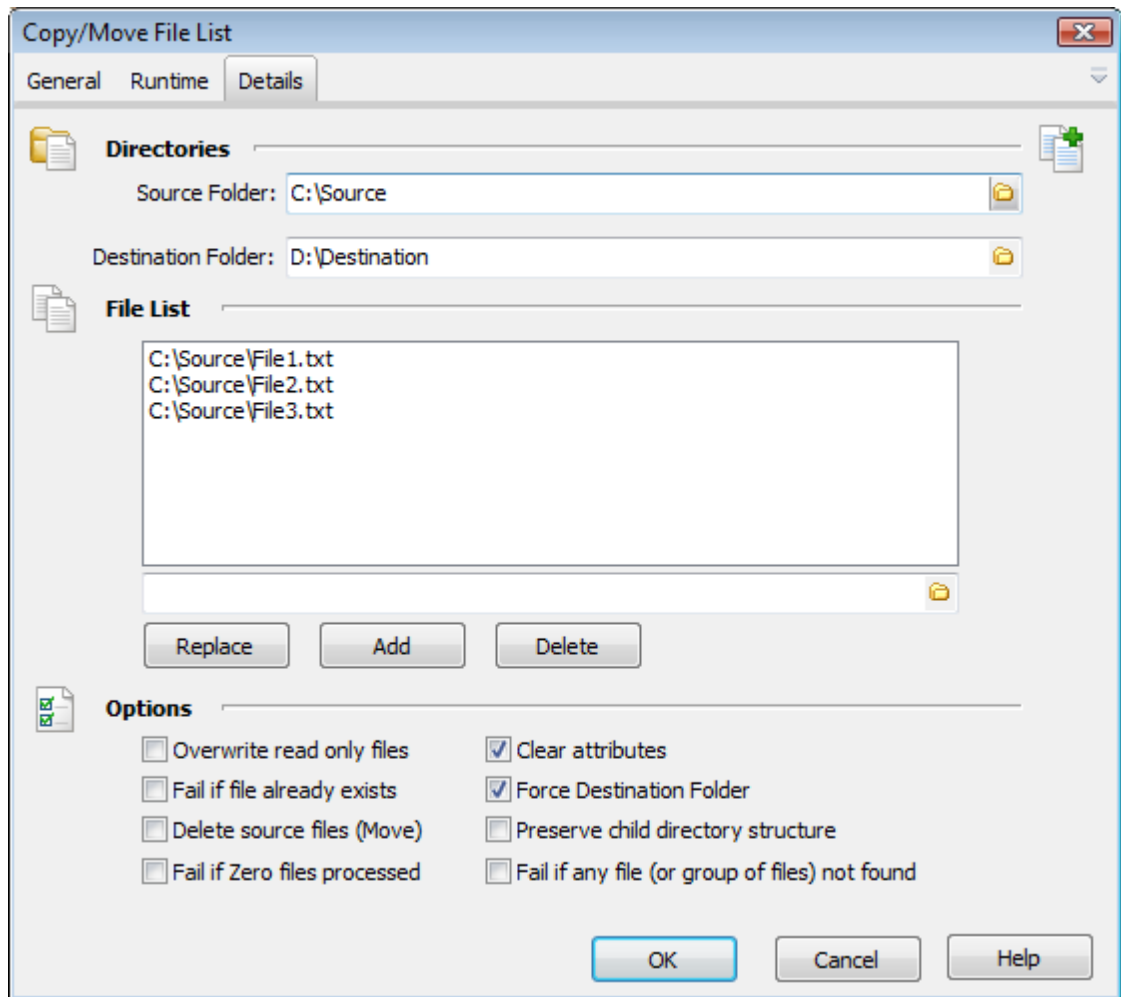 Copy/Move File List
General Runtime Details
Directories
Source Folder: C:\Source
Destination Folder: D:\Destination
File List
C:\Source\File1.txt
C:\Source\File2.txt
C:\Source\File3.txt
Replace Add Delete
Options
Overwrite read only files Clear attributes
Fail if file already exists Force Destination Folder
Delete source files (Move) Preserve child directory structure
Fail if Zero files processed Fail if any file (or group of files) not found
OK Cancel Help